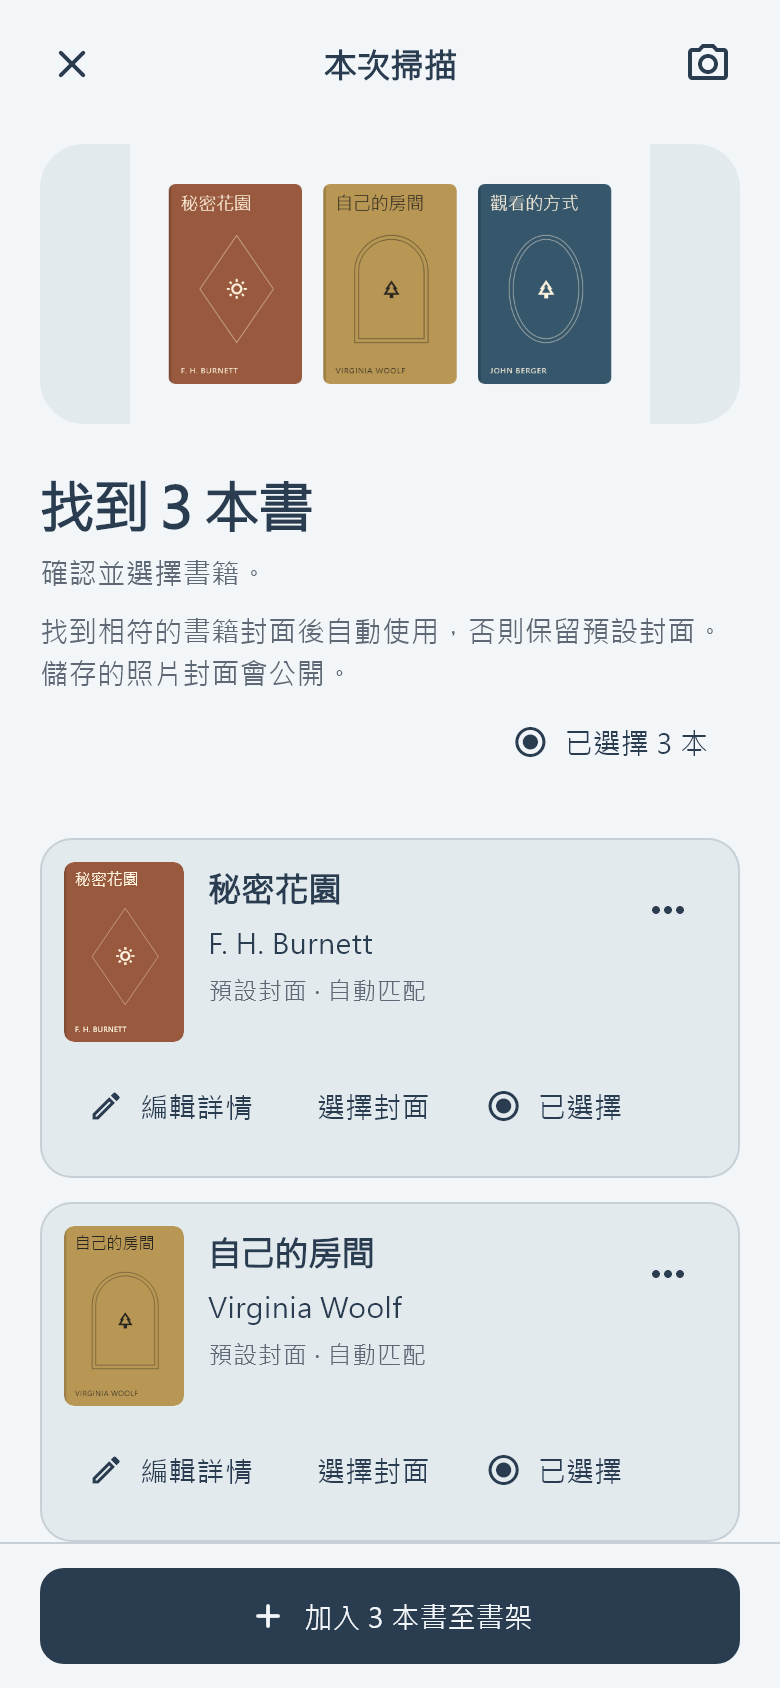 本次掃描
秘密花園
F. H. BURNETT
自己的房間
VIRGINIA WOOLF
觀看的方式
JOHN BERGER
找到 3 本書
確認並選擇書籍。
找到相符的書籍封面後自動使用，否則保留預設封面。
儲存的照片封面會公開。
已選擇 3 本
秘密花園
F. H. BURNETT
秘密花園
F. H. Burnett
預設封面 · 自動匹配
編輯詳情
選擇封面
已選擇
自己的房間
VIRGINIA WOOLF
自己的房間
Virginia Woolf
預設封面 · 自動匹配
編輯詳情
選擇封面
已選擇
加入 3 本書至書架